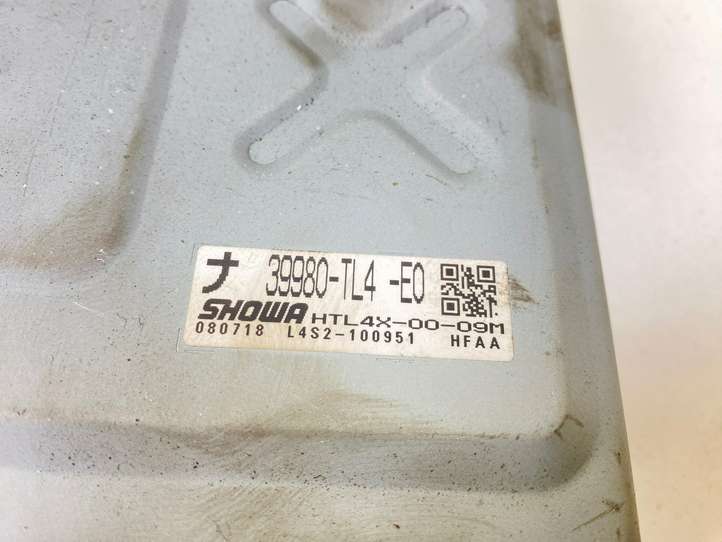 ナ 39980-TL4 -E0
SHOWA HTL4X-00-09M
080718 L4S2-100951 HFAA